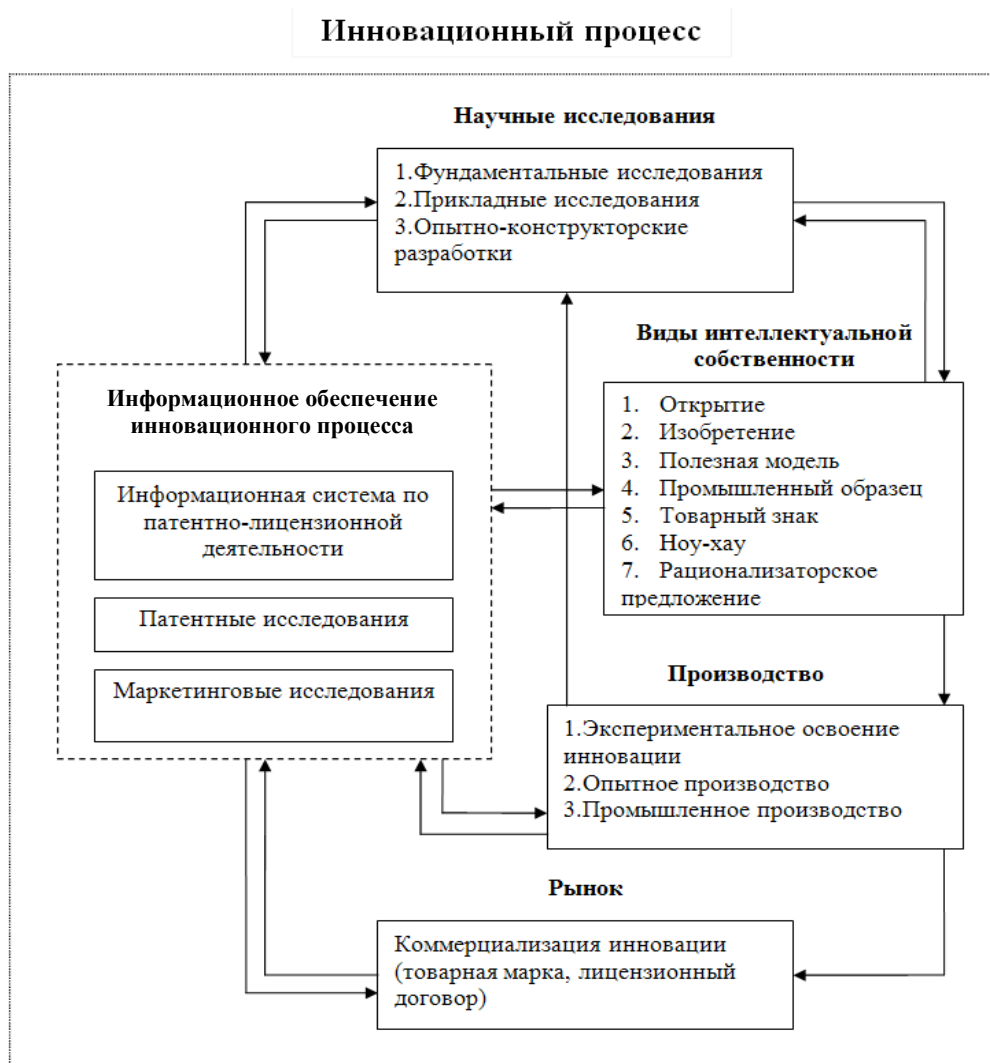 Инновационный процесс
Научные исследования
1.Фундаментальные исследования
2.Прикладные исследования
3.Опытно-конструкторские
разработки
Виды интеллектуальной
собственности
1. Открытие
2. Изобретение
3. Полезная модель
4. Промышленный образец
5. Товарный знак
6. Ноу-хау
7. Рационализаторское
предложение
Информационное обеспечение
инновационного процесса
Информационная система по
патентно-лицензионной
деятельности
Патентные исследования
Маркетинговые исследования
Производство
1.Экспериментальное освоение
инновации
2.Опытное производство
3.Промышленное производство
Рынок
Коммерциализация инновации
(товарная марка, лицензионный
договор)